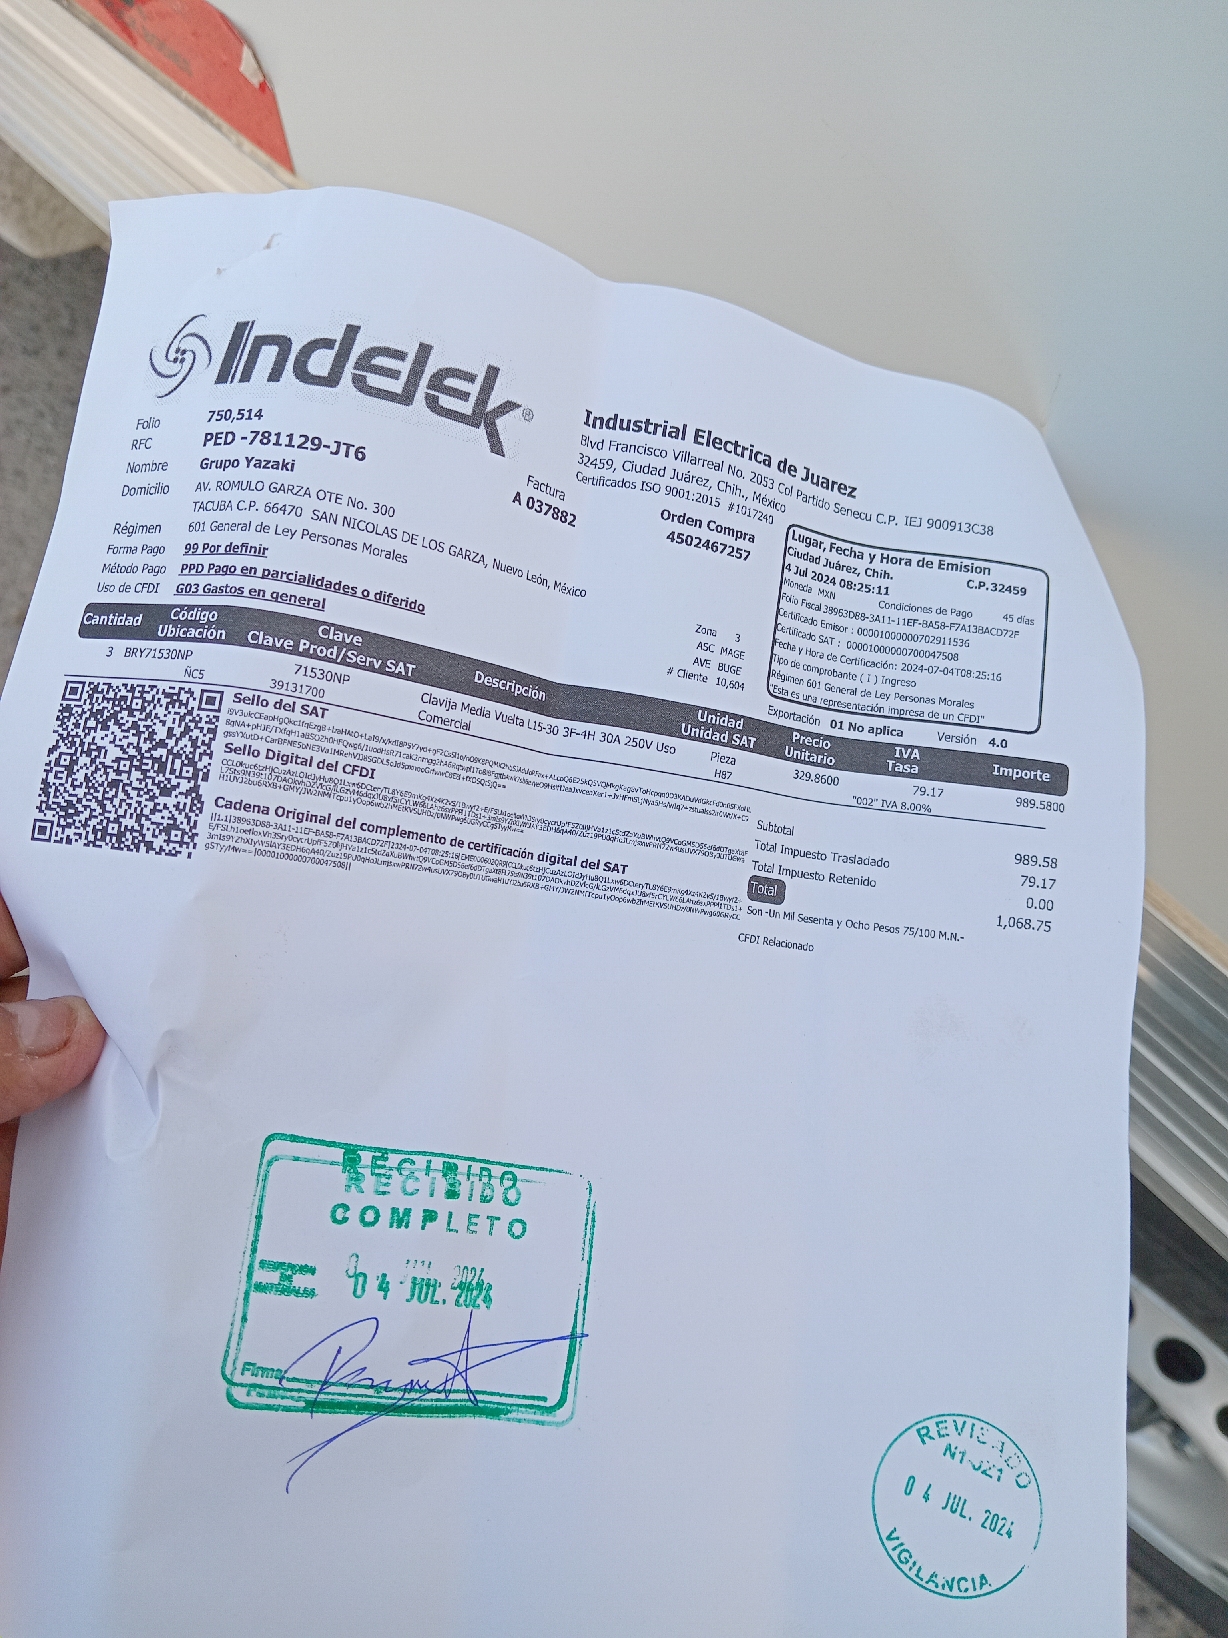 Indelek®
Folio 750,514
RFC PED -781129-JT6
Nombre Grupo Yazaki
Domicilio AV. ROMULO GARZA OTE No. 300
TACUBA C.P. 66470 SAN NICOLAS DE LOS GARZA, Nuevo León, México
Régimen 601 General de Ley Personas Morales
Forma Pago 99 Por definir
Método Pago PPD Pago en parcialidades o diferido
Uso de CFDI G03 Gastos en general
Factura
A 037882
Industrial Electrica de Juarez
Blvd Francisco Villarreal No. 2053 Col Partido Senecu C.P. IEJ 900913C38
32459, Ciudad Juárez, Chih., México
Certificados ISO 9001:2015 #1017240
Orden Compra
4502467257
Lugar, Fecha y Hora de Emision
Ciudad Juárez, Chih. C.P.32459
4 Jul 2024 08:25:11
Moneda MXN Condiciones de Pago 45 días
Folio Fiscal 38963D88-3A11-11EF-BA58-F7A13BACD72F
Certificado Emisor : 00001000000702911536
Certificado SAT : 00001000000700047508
Fecha y Hora de Certificación: 2024-07-04T08:25:16
Tipo de comprobante ( I ) Ingreso
Régimen 601 General de Ley Personas Morales
"Esta es una representación impresa de un CFDI"
Zona 3
ASC MAGE
AVE BUGE
# Cliente 10,604
Exportación 01 No aplica Versión 4.0
Cantidad Código Ubicación Clave Clave Prod/Serv SAT Descripción Unidad Unidad SAT Precio Unitario IVA Tasa Importe
3 BRY71530NP 71530NP Clavija Media Vuelta L15-30 3F-4H 30A 250V Uso Pieza 329.8600 79.17 989.5800
ÑC5 39131700 Comercial H87 "002" IVA 8.00%
Sello del SAT
Sello Digital del CFDI
Cadena Original del complemento de certificación digital del SAT
Subtotal 989.58
Total Impuesto Trasladado 79.17
Total Impuesto Retenido 0.00
Total 1,068.75
Son -Un Mil Sesenta y Ocho Pesos 75/100 M.N.-
CFDI Relacionado
RECIBIDO
COMPLETO
RECEPCION
DE
MATERIALES
04 JUL. 2024
Firma
REVISADO
N1-JZ1
04 JUL. 2024
VIGILANCIA